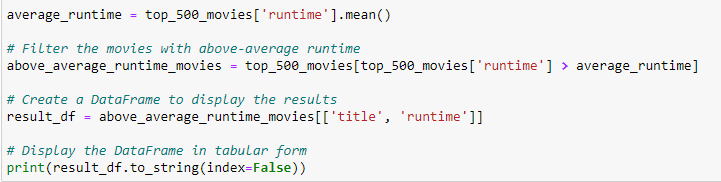 average_runtime = top_500_movies['runtime'].mean()
# Filter the movies with above-average runtime
above_average_runtime_movies = top_500_movies[top_500_movies['runtime'] > average_runtime]
# Create a DataFrame to display the results
result_df = above_average_runtime_movies[['title', 'runtime']]
# Display the DataFrame in tabular form
print(result_df.to_string(index=False))